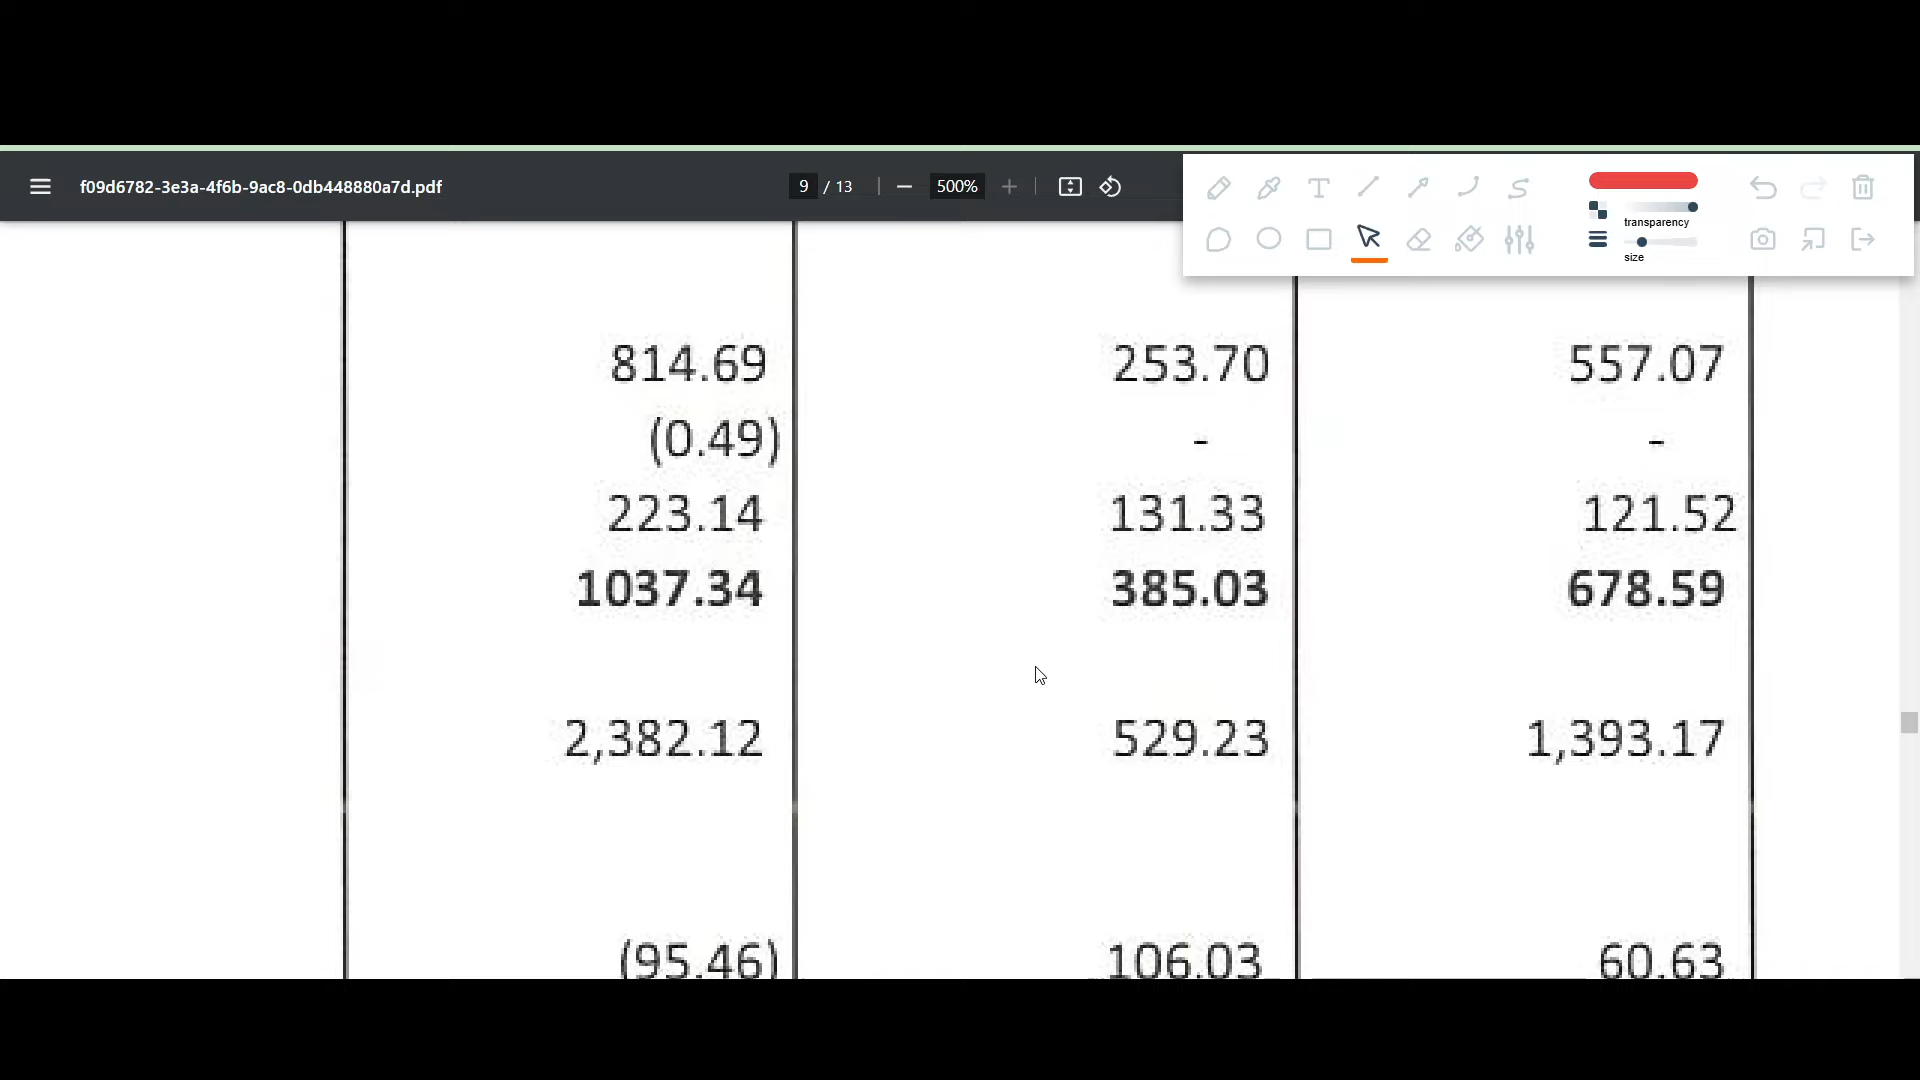 f09d6782-3e3a-4f6b-9ac8-0db448880a7d.pdf 9 / 13 500%
transparency
size
814.69 253.70 557.07
(0.49) - -
223.14 131.33 121.52
1037.34 385.03 678.59
2,382.12 529.23 1,393.17
(95.46) 106.03 60.63